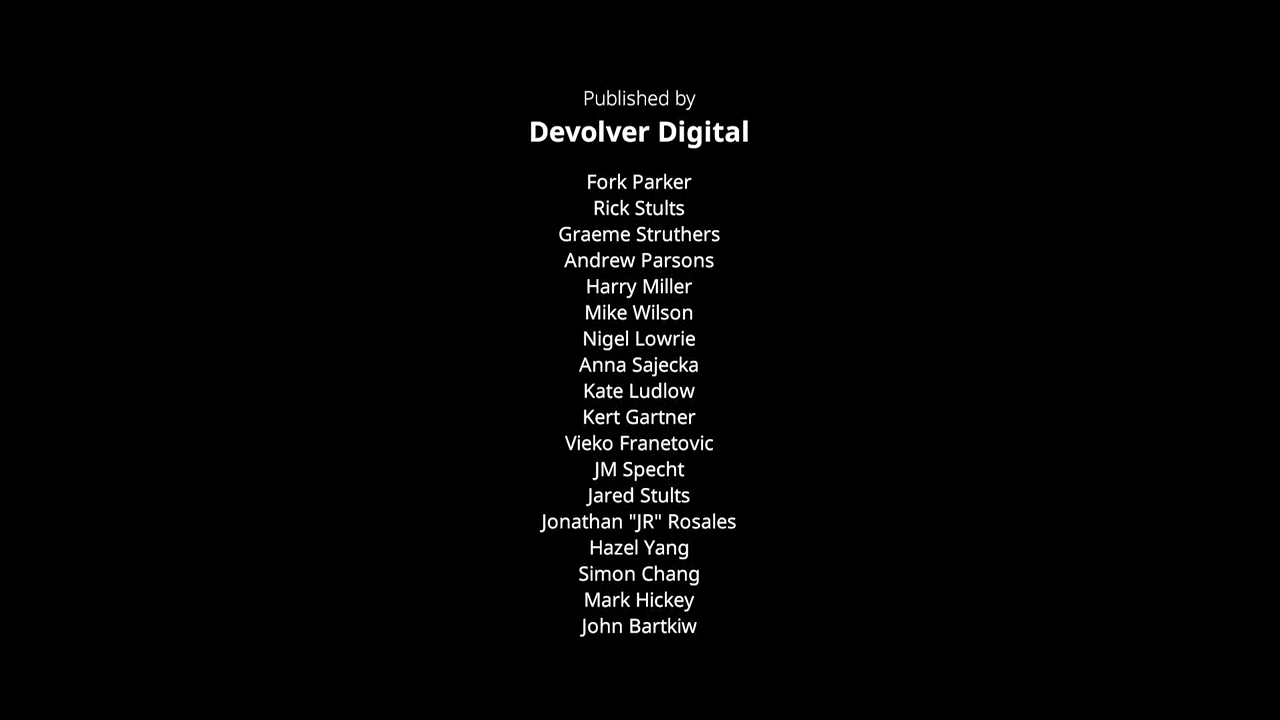 Published by
Devolver Digital
Fork Parker
Rick Stults
Graeme Struthers
Andrew Parsons
Harry Miller
Mike Wilson
Nigel Lowrie
Anna Sajecka
Kate Ludlow
Kert Gartner
Vieko Franetovic
JM Specht
Jared Stults
Jonathan "JR" Rosales
Hazel Yang
Simon Chang
Mark Hickey
John Bartkiw